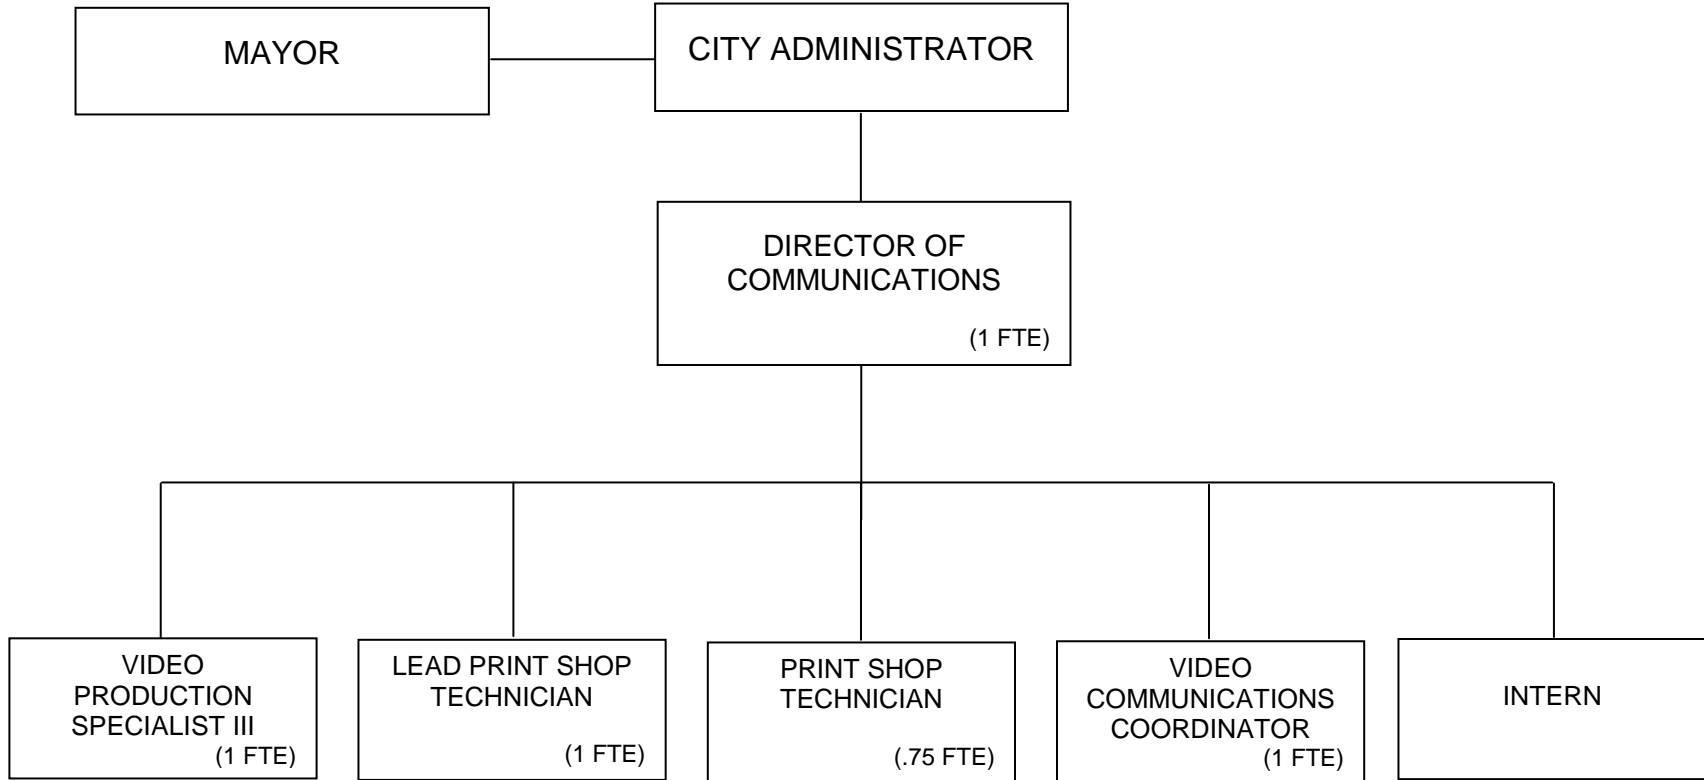 MAYOR
CITY ADMINISTRATOR
DIRECTOR OF
COMMUNICATIONS
(1 FTE)
VIDEO
PRODUCTION
SPECIALIST III
(1 FTE)
LEAD PRINT SHOP
TECHNICIAN
(1 FTE)
PRINT SHOP
TECHNICIAN
(.75 FTE)
VIDEO
COMMUNICATIONS
COORDINATOR
(1 FTE)
INTERN